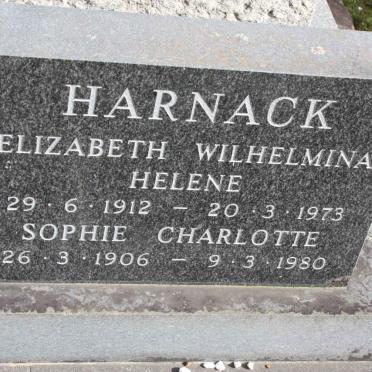 HARNACK
ELIZABETH WILHELMINA
HELENE
29·6·1912 – 20·3·1973
SOPHIE CHARLOTTE
26·3·1906 – 9·3·1980